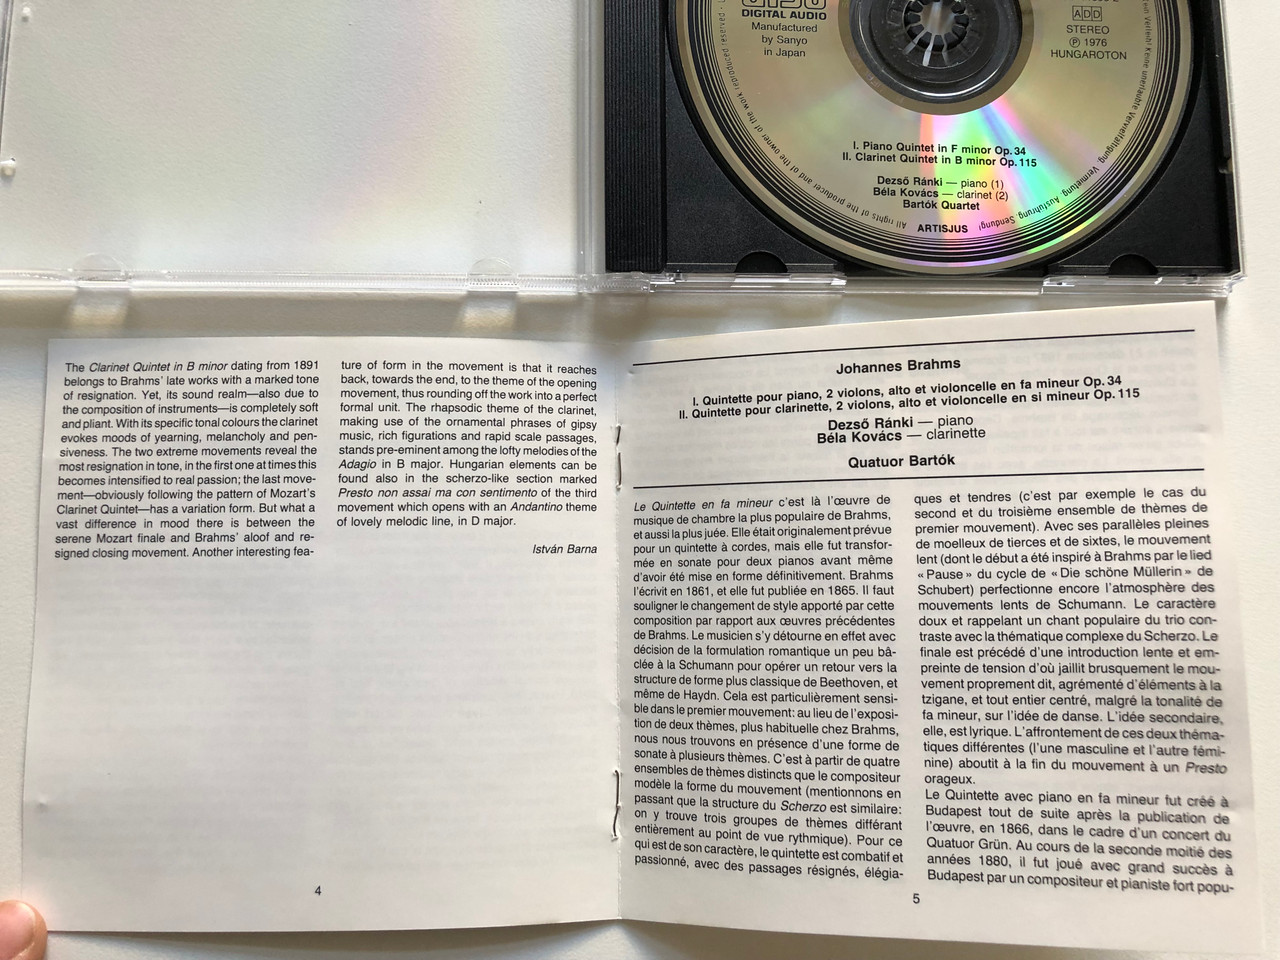 DIGITAL AUDIO
Manufactured
by Sanyo
in Japan
ADD
STEREO
℗ 1976
HUNGAROTON
I. Piano Quintet in F minor Op. 34
II. Clarinet Quintet in B minor Op. 115
Dezső Ránki — piano (1)
Béla Kovács — clarinet (2)
Bartók Quartet
ARTISJUS
All rights of the producer and of the owner of the work reproduced
Vermietung, Ausführung, Sendung!
The Clarinet Quintet in B minor dating from 1891
belongs to Brahms' late works with a marked tone
of resignation. Yet, its sound realm—also due to
the composition of instruments—is completely soft
and pliant. With its specific tonal colours the clarinet
evokes moods of yearning, melancholy and pen-
siveness. The two extreme movements reveal the
most resignation in tone, in the first one at times this
becomes intensified to real passion; the last move-
ment—obviously following the pattern of Mozart's
Clarinet Quintet—has a variation form. But what a
vast difference in mood there is between the
serene Mozart finale and Brahms' aloof and re-
signed closing movement. Another interesting fea-
ture of form in the movement is that it reaches
back, towards the end, to the theme of the opening
movement, thus rounding off the work into a perfect
formal unit. The rhapsodic theme of the clarinet,
making use of the ornamental phrases of gipsy
music, rich figurations and rapid scale passages,
stands pre-eminent among the lofty melodies of the
Adagio in B major. Hungarian elements can be
found also in the scherzo-like section marked
Presto non assai ma con sentimento of the third
movement which opens with an Andantino theme
of lovely melodic line, in D major.
István Barna
4
Johannes Brahms
I. Quintette pour piano, 2 violons, alto et violoncelle en fa mineur Op. 34
II. Quintette pour clarinette, 2 violons, alto et violoncelle en si mineur Op. 115
Dezső Ránki — piano
Béla Kovács — clarinette
Quatuor Bartók
Le Quintette en fa mineur c'est là l'œuvre de
musique de chambre la plus populaire de Brahms,
et aussi la plus juée. Elle était originalement prévue
pour un quintette à cordes, mais elle fut transfor-
mée en sonate pour deux pianos avant même
d'avoir été mise en forme définitivement. Brahms
l'écrivit en 1861, et elle fut publiée en 1865. Il faut
souligner le changement de style apporté par cette
composition par rapport aux œuvres précédentes
de Brahms. Le musicien s'y détourne en effet avec
décision de la formulation romantique un peu bâ-
clée à la Schumann pour opérer un retour vers la
structure de forme plus classique de Beethoven, et
même de Haydn. Cela est particulièrement sensi-
ble dans le premier mouvement: au lieu de l'exposi-
tion de deux thèmes, plus habituelle chez Brahms,
nous nous trouvons en présence d'une forme de
sonate à plusieurs thèmes. C'est à partir de quatre
ensembles de thèmes distincts que le compositeur
modèle la forme du mouvement (mentionnons en
passant que la structure du Scherzo est similaire:
on y trouve trois groupes de thèmes différant
entièrement au point de vue rythmique). Pour ce
qui est de son caractère, le quintette est combatif et
passionné, avec des passages résignés, élégia-
ques et tendres (c'est par exemple le cas du
second et du troisième ensemble de thèmes de
premier mouvement). Avec ses parallèles pleines
de moelleux de tierces et de sixtes, le mouvement
lent (dont le début a été inspiré à Brahms par le lied
« Pause » du cycle de « Die schöne Müllerin » de
Schubert) perfectionne encore l'atmosphère des
mouvements lents de Schumann. Le caractère
doux et rappelant un chant populaire du trio con-
traste avec la thématique complexe du Scherzo. Le
finale est précédé d'une introduction lente et em-
preinte de tension d'où jaillit brusquement le mou-
vement proprement dit, agrémenté d'éléments à la
tzigane, et tout entier centré, malgré la tonalité de
fa mineur, sur l'idée de danse. L'idée secondaire,
elle, est lyrique. L'affrontement de ces deux théma-
tiques différentes (l'une masculine et l'autre fémi-
nine) aboutit à la fin du mouvement à un Presto
orageux.
Le Quintette avec piano en fa mineur fut créé à
Budapest tout de suite après la publication de
l'œuvre, en 1866, dans le cadre d'un concert du
Quatuor Grün. Au cours de la seconde moitié des
années 1880, il fut joué avec grand succès à
Budapest par un compositeur et pianiste fort popu-
5